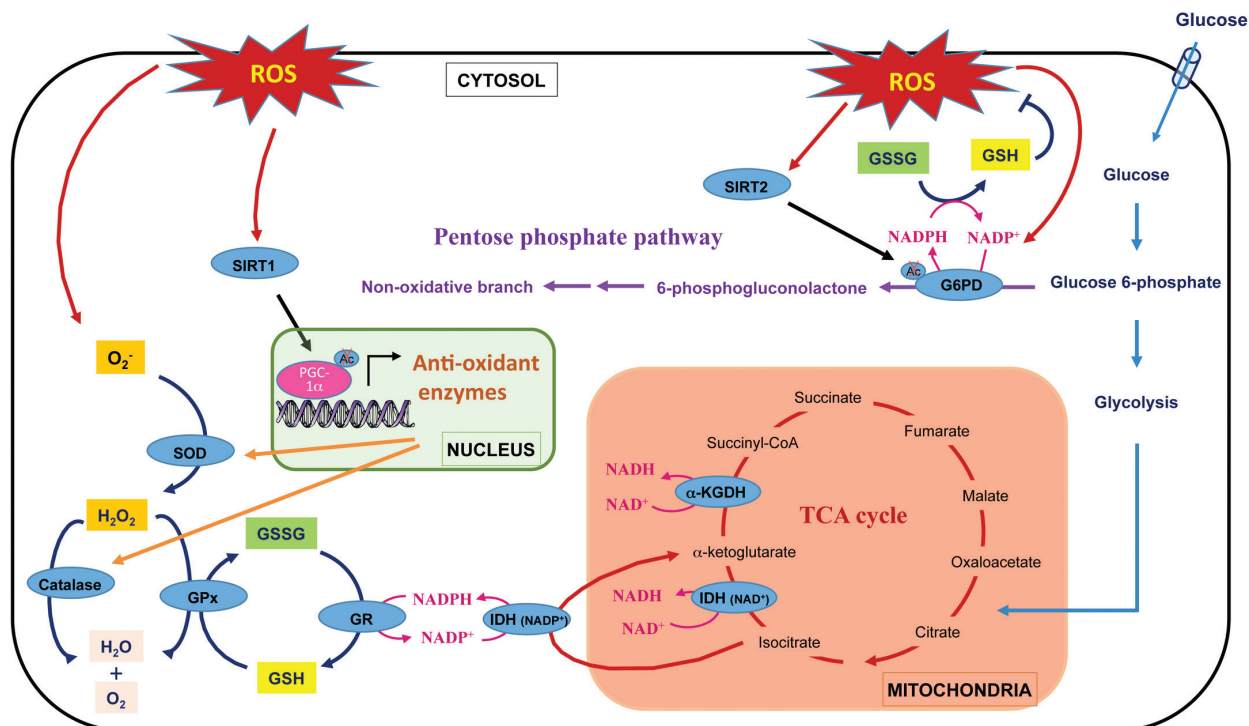 Glucose
ROS
ROS
CYTOSOL
GSSG
GSH
SIRT2
Glucose
NADPH
NADP⁺
Pentose phosphate pathway
SIRT1
Ac
G6PD
Non-oxidative branch
6-phosphogluconolactone
Glucose 6-phosphate
O₂⁻
Ac
PGC-
1α
Anti-oxidant
enzymes
NUCLEUS
SOD
Glycolysis
Succinate
Fumarate
Succinyl-CoA
NADH
α-KGDH
NAD⁺
Malate
TCA cycle
H₂O₂
GSSG
α-ketoglutarate
Oxaloacetate
Catalase
GPx
NADH
IDH (NAD⁺)
NAD⁺
NADPH
GR
IDH (NADP⁺)
NADP⁺
Isocitrate
Citrate
H₂O
+
O₂
GSH
MITOCHONDRIA